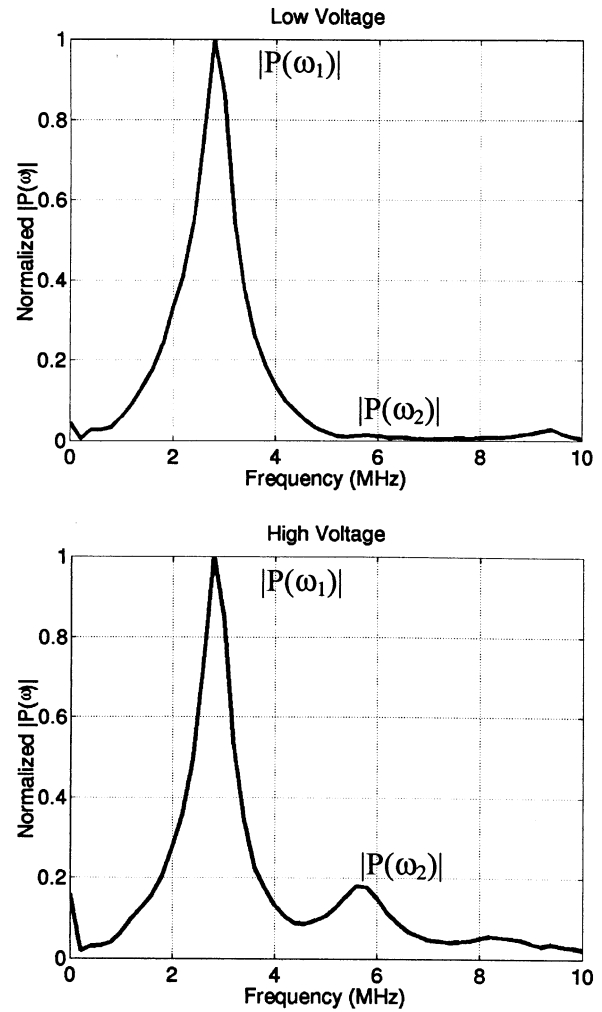 Low Voltage
1
0.8
0.6
0.4
0.2
0
Normalized |P(ω)|
|P(ω₁)|
|P(ω₂)|
0 2 4 6 8 10
Frequency (MHz)
High Voltage
1
0.8
0.6
0.4
0.2
0
Normalized |P(ω)|
|P(ω₁)|
|P(ω₂)|
0 2 4 6 8 10
Frequency (MHz)